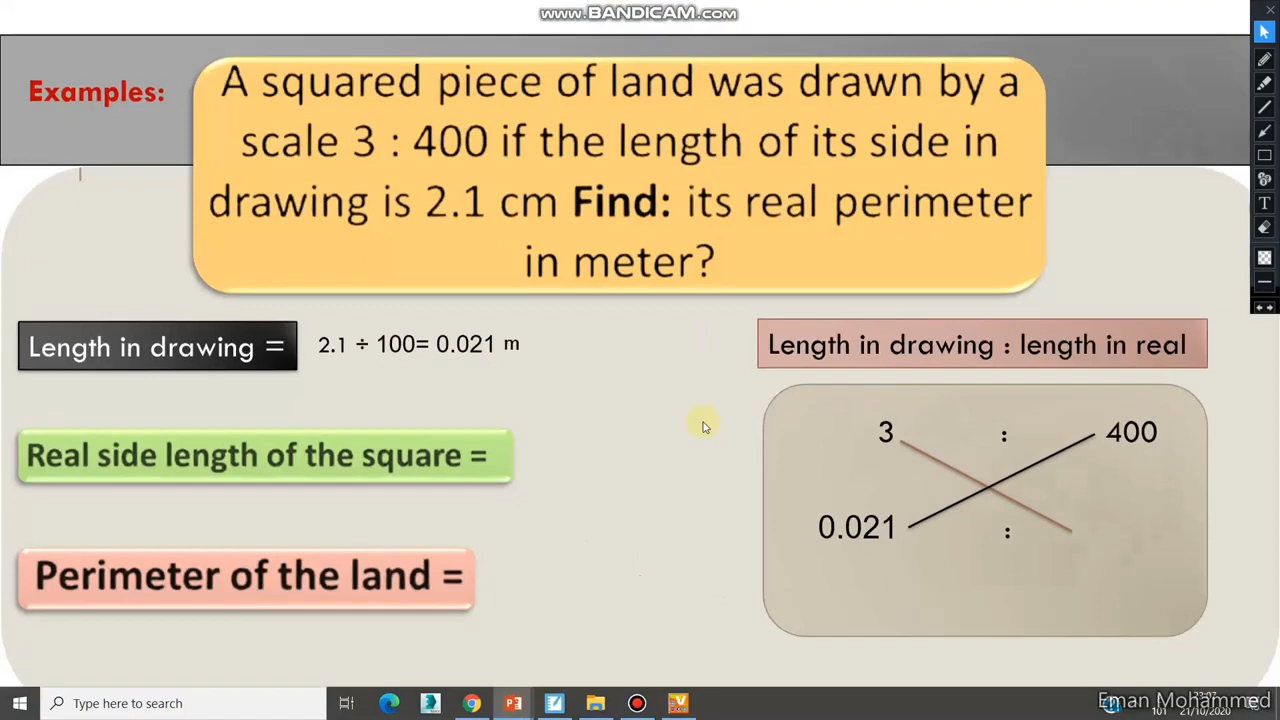 www.BANDICAM.com
Examples:
A squared piece of land was drawn by a
scale 3 : 400 if the length of its side in
drawing is 2.1 cm Find: its real perimeter
in meter?
Length in drawing =
2.1 ÷ 100= 0.021 m
Length in drawing : length in real
3 : 400
0.021 :
Real side length of the square =
Perimeter of the land =
Type here to search
Eman Mohammed
21/10/2020